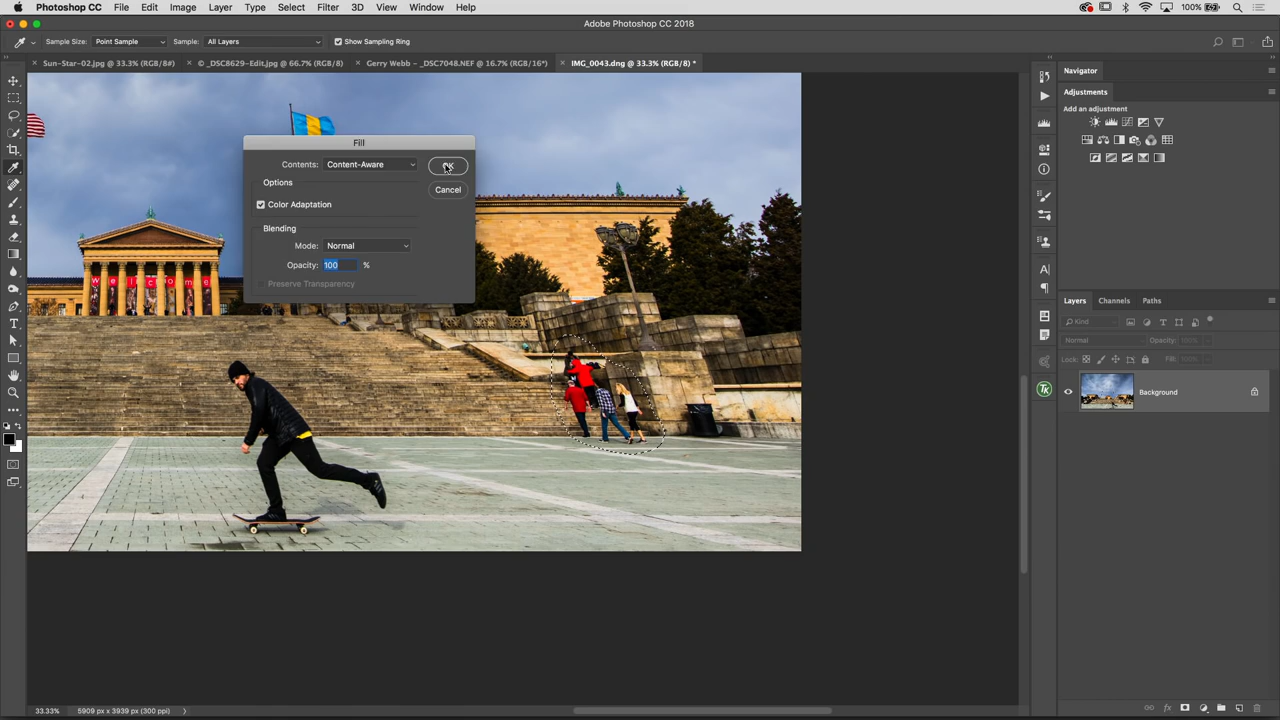 Photoshop CC File Edit Image Layer Type Select Filter 3D View Window Help 100%
Adobe Photoshop CC 2018
Sample Size: Point Sample Sample: All Layers Show Sampling Ring
Sun-Star-02.jpg @ 33.3% (RGB/8#) © _DSC8629-Edit.jpg @ 66.7% (RGB/8) Gerry Webb - _DSC7048.NEF @ 16.7% (RGB/16*) IMG_0043.dng @ 33.3% (RGB/8) *
Navigator
Adjustments
Add an adjustment
Fill
Contents: Content-Aware OK
Options Cancel
Color Adaptation
Blending
Mode: Normal
Opacity: 100 %
Preserve Transparency
Welcome
Layers Channels Paths
Kind
Normal Opacity: 100%
Lock: Fill: 100%
TK Background
33.33% 5909 px x 3939 px (300 ppi)